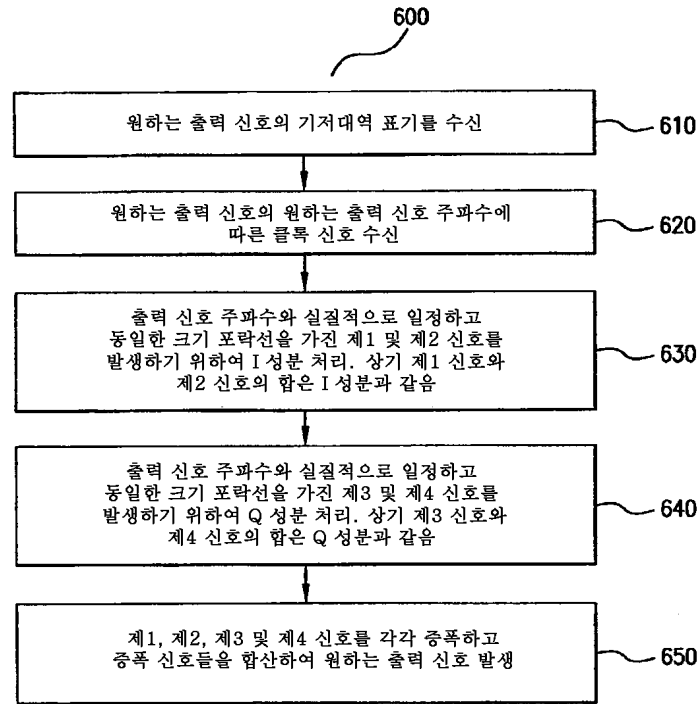 600
원하는 출력 신호의 기저대역 표기를 수신
610
원하는 출력 신호의 원하는 출력 신호 주파수에
따른 클록 신호 수신
620
출력 신호 주파수와 실질적으로 일정하고
동일한 크기 포락선을 가진 제1 및 제2 신호를
발생하기 위하여 I 성분 처리. 상기 제1 신호와
제2 신호의 합은 I 성분과 같음
630
출력 신호 주파수와 실질적으로 일정하고
동일한 크기 포락선을 가진 제3 및 제4 신호를
발생하기 위하여 Q 성분 처리. 상기 제3 신호와
제4 신호의 합은 Q 성분과 같음
640
제1, 제2, 제3 및 제4 신호를 각각 증폭하고
증폭 신호들을 합산하여 원하는 출력 신호 발생
650